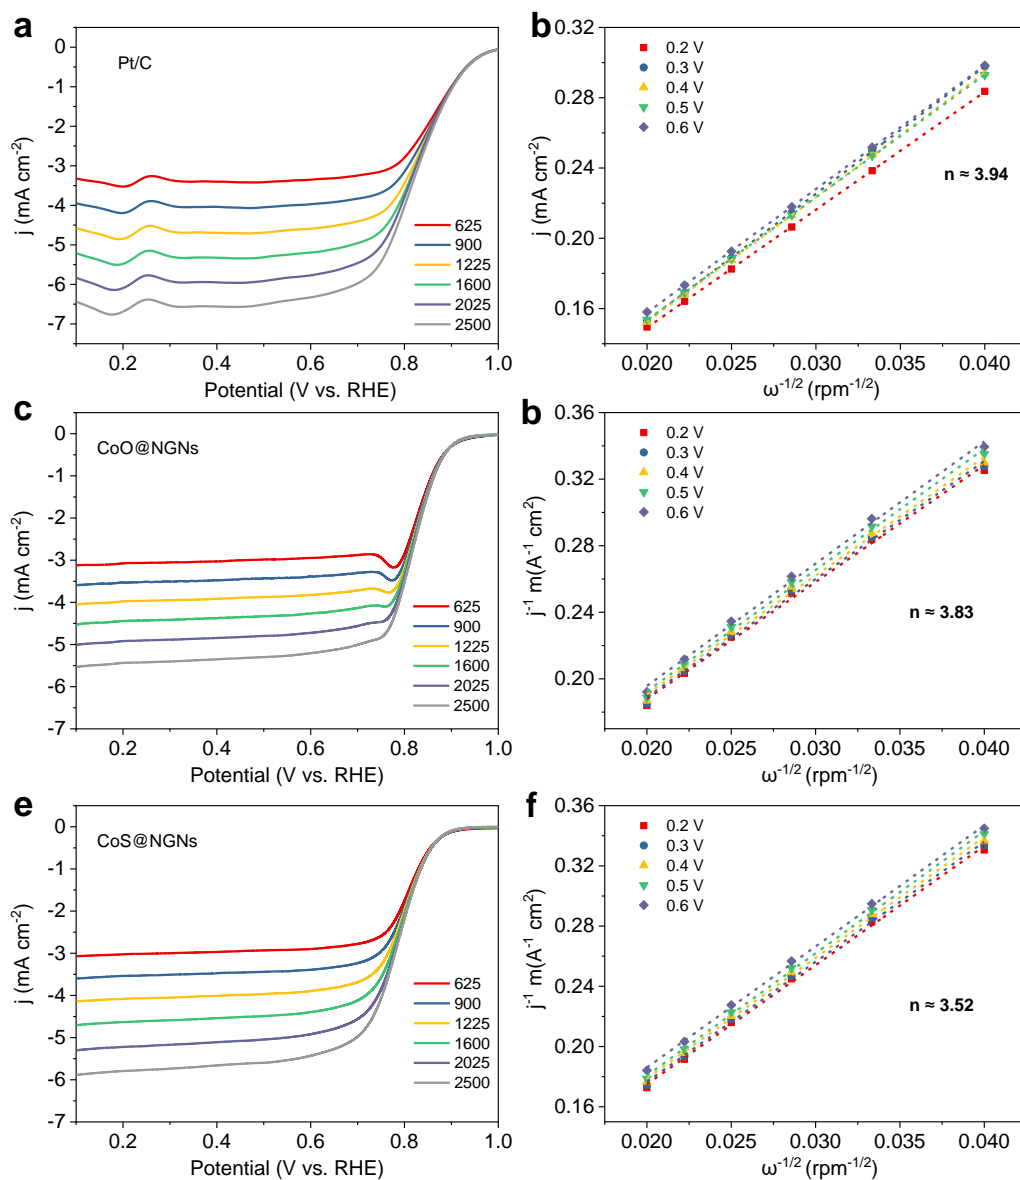 a
Pt/C
j (mA cm-2)
0
-1
-2
-3
-4
-5
-6
-7
625
900
1225
1600
2025
2500
0.2 0.4 0.6 0.8 1.0
Potential (V vs. RHE)
b
j (mA cm-2)
0.32
0.28
0.24
0.20
0.16
0.2 V
0.3 V
0.4 V
0.5 V
0.6 V
n ≈ 3.94
0.020 0.025 0.030 0.035 0.040
ω-1/2 (rpm-1/2)
c
CoO@NGNs
j (mA cm-2)
0
-1
-2
-3
-4
-5
-6
-7
625
900
1225
1600
2025
2500
0.2 0.4 0.6 0.8 1.0
Potential (V vs. RHE)
b
j-1 m(A-1 cm2)
0.36
0.32
0.28
0.24
0.20
0.2 V
0.3 V
0.4 V
0.5 V
0.6 V
n ≈ 3.83
0.020 0.025 0.030 0.035 0.040
ω-1/2 (rpm-1/2)
e
CoS@NGNs
j (mA cm-2)
0
-1
-2
-3
-4
-5
-6
-7
625
900
1225
1600
2025
2500
0.2 0.4 0.6 0.8 1.0
Potential (V vs. RHE)
f
j-1 m(A-1 cm2)
0.36
0.32
0.28
0.24
0.20
0.16
0.2 V
0.3 V
0.4 V
0.5 V
0.6 V
n ≈ 3.52
0.020 0.025 0.030 0.035 0.040
ω-1/2 (rpm-1/2)